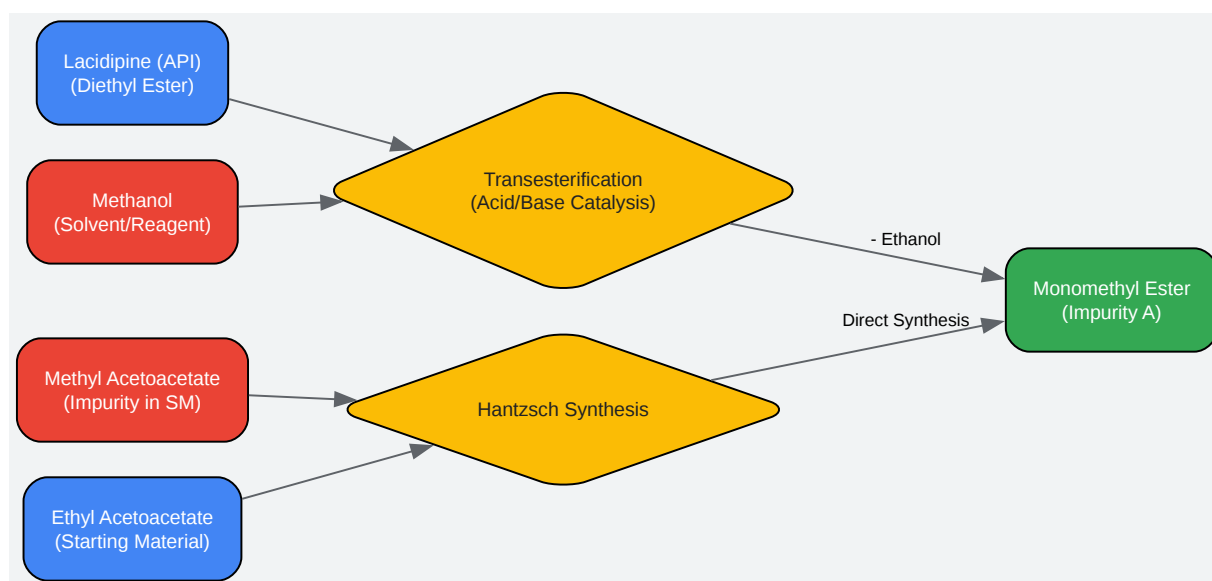 Lacidipine (API)
(Diethyl Ester)
Methanol
(Solvent/Reagent)
Transesterification
(Acid/Base Catalysis)
- Ethanol
Monomethyl Ester
(Impurity A)
Direct Synthesis
Methyl Acetoacetate
(Impurity in SM)
Hantzsch Synthesis
Ethyl Acetoacetate
(Starting Material)